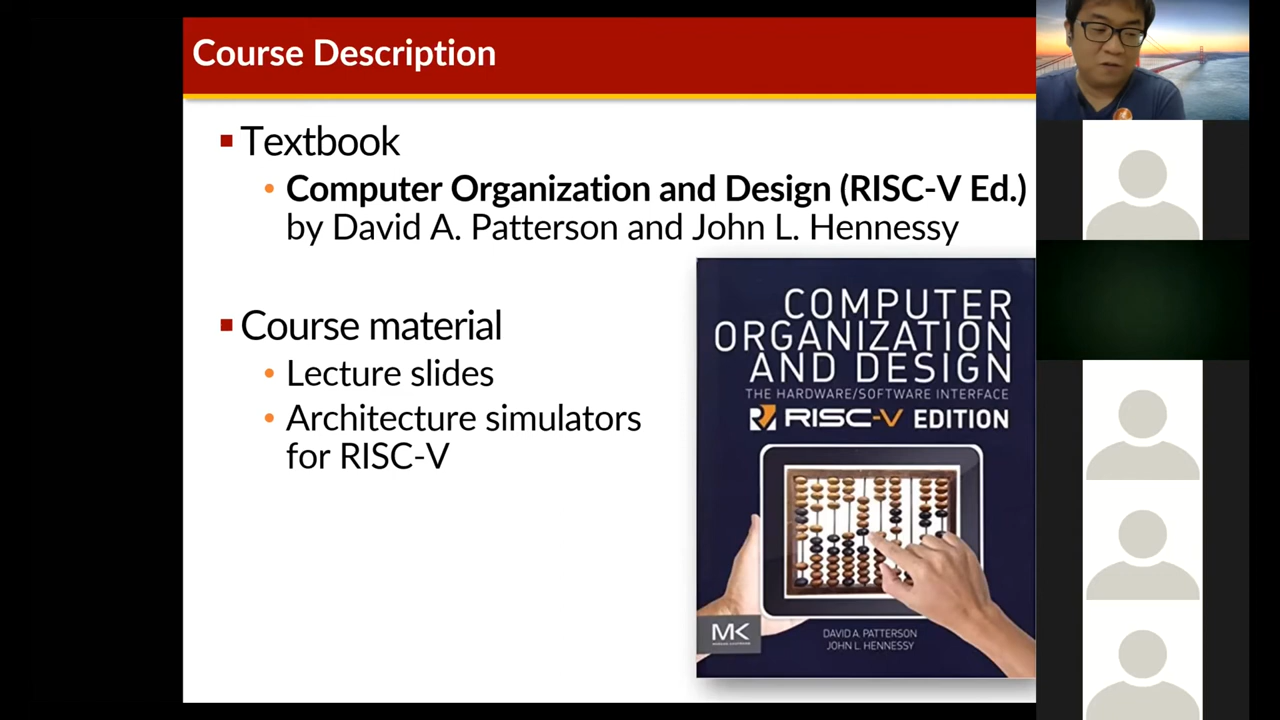 Course Description
Textbook
Computer Organization and Design (RISC-V Ed.)
by David A. Patterson and John L. Hennessy
Course material
Lecture slides
Architecture simulators
for RISC-V
COMPUTER
ORGANIZATION
AND DESIGN
THE HARDWARE/SOFTWARE INTERFACE
RISC-V EDITION
MK
DAVID A. PATTERSON
JOHN L. HENNESSY